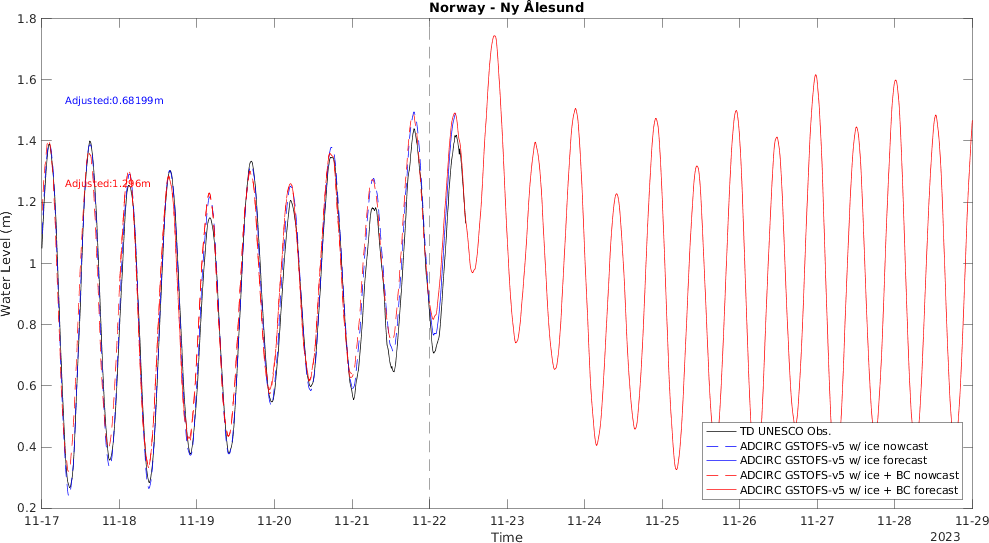 Norway - Ny Ålesund
1.8
1.6
1.4
1.2
1
0.8
0.6
0.4
0.2
Water Level (m)
Adjusted:0.68199m
Adjusted:1.296m
TD UNESCO Obs.
ADCIRC GSTOFS-v5 w/ ice nowcast
ADCIRC GSTOFS-v5 w/ ice forecast
ADCIRC GSTOFS-v5 w/ ice + BC nowcast
ADCIRC GSTOFS-v5 w/ ice + BC forecast
11-17 11-18 11-19 11-20 11-21 11-22 11-23 11-24 11-25 11-26 11-27 11-28 11-29
Time
2023